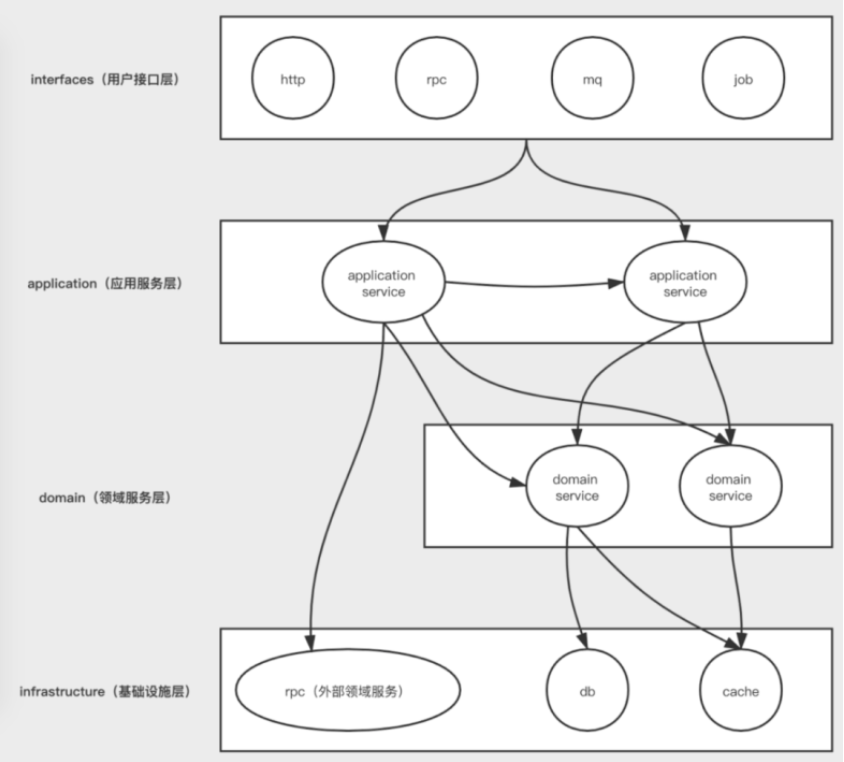 interfaces（用户接口层）
http
rpc
mq
job
application（应用服务层）
application
service
application
service
domain（领域服务层）
domain
service
domain
service
infrastructure（基础设施层）
rpc（外部领域服务）
db
cache